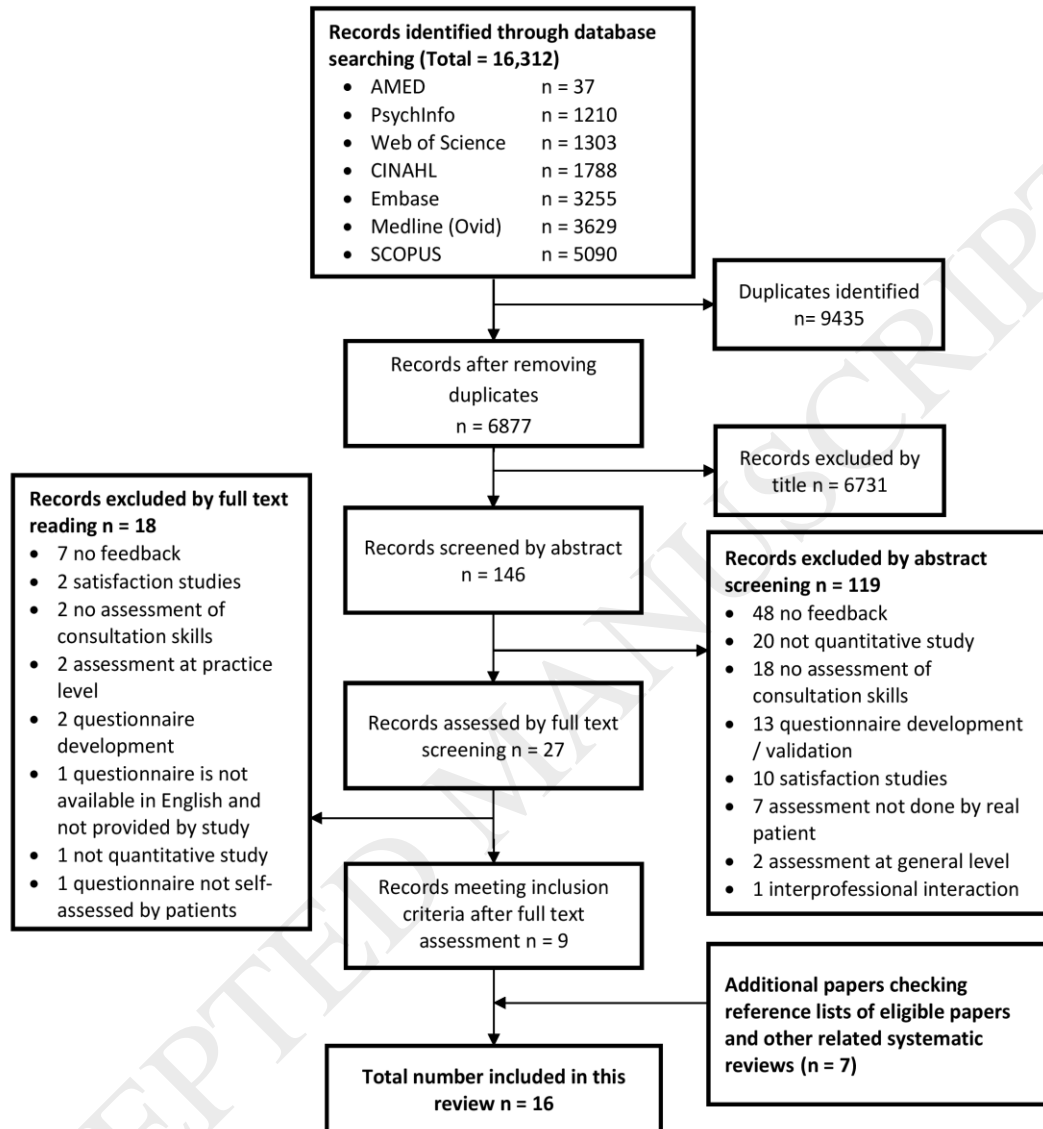 Records identified through database
searching (Total = 16,312)
• AMED n = 37
• PsychInfo n = 1210
• Web of Science n = 1303
• CINAHL n = 1788
• Embase n = 3255
• Medline (Ovid) n = 3629
• SCOPUS n = 5090
Duplicates identified
n= 9435
Records after removing
duplicates
n = 6877
Records excluded by
title n = 6731
Records screened by abstract
n = 146
Records excluded by abstract
screening n = 119
• 48 no feedback
• 20 not quantitative study
• 18 no assessment of
consultation skills
• 13 questionnaire development
/ validation
• 10 satisfaction studies
• 7 assessment not done by real
patient
• 2 assessment at general level
• 1 interprofessional interaction
Records assessed by full text
screening n = 27
Records excluded by full text
reading n = 18
• 7 no feedback
• 2 satisfaction studies
• 2 no assessment of
consultation skills
• 2 assessment at practice
level
• 2 questionnaire
development
• 1 questionnaire is not
available in English and
not provided by study
• 1 not quantitative study
• 1 questionnaire not self-
assessed by patients
Records meeting inclusion
criteria after full text
assessment n = 9
Additional papers checking
reference lists of eligible papers
and other related systematic
reviews (n = 7)
Total number included in this
review n = 16
EPTED MANUSCRIPT